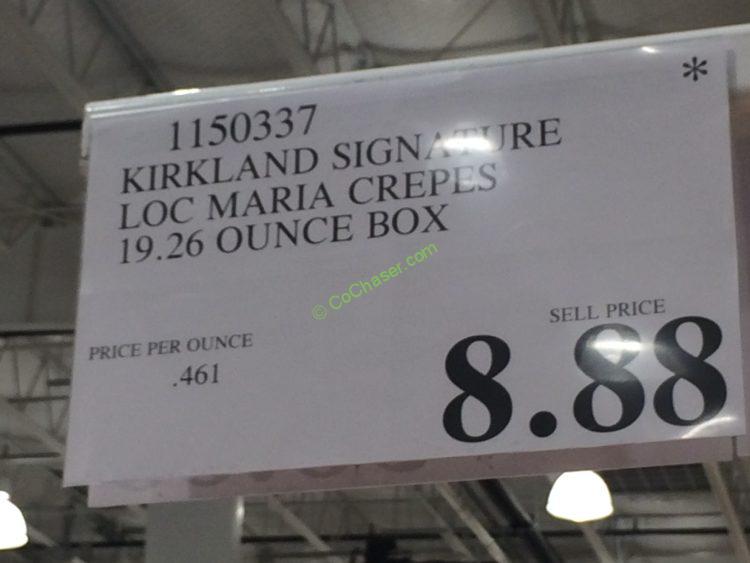 *
1150337
KIRKLAND SIGNATURE
LOC MARIA CREPES
19.26 OUNCE BOX
© CoChaser.com
SELL PRICE
8.88
PRICE PER OUNCE
.461